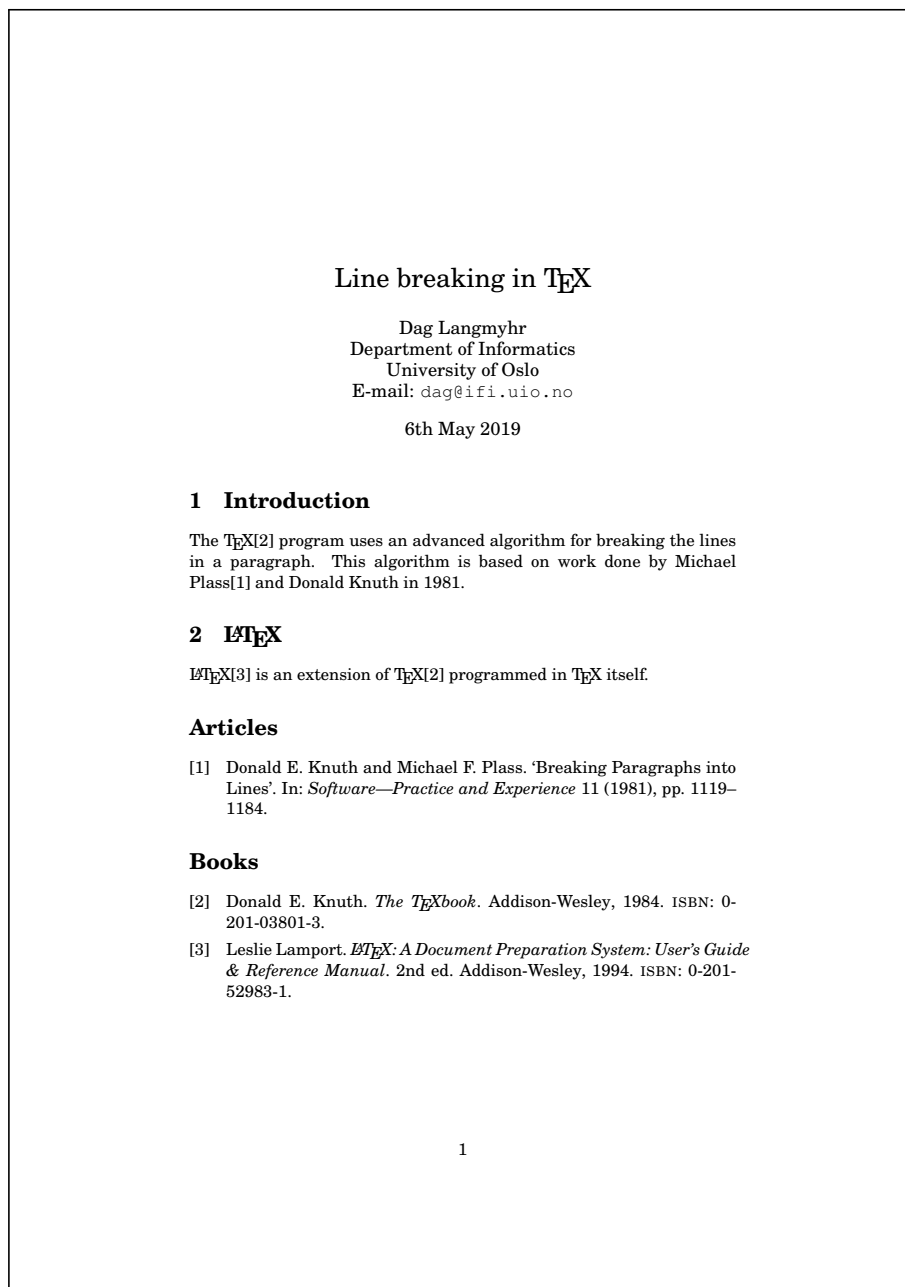 Line breaking in TEX
Dag Langmyhr
Department of Informatics
University of Oslo
E-mail: dag@ifi.uio.no
6th May 2019
1 Introduction
The TEX[2] program uses an advanced algorithm for breaking the lines
in a paragraph. This algorithm is based on work done by Michael
Plass[1] and Donald Knuth in 1981.
2 LATEX
LATEX[3] is an extension of TEX[2] programmed in TEX itself.
Articles
[1] Donald E. Knuth and Michael F. Plass. ‘Breaking Paragraphs into
Lines’. In: Software—Practice and Experience 11 (1981), pp. 1119–
1184.
Books
[2] Donald E. Knuth. The TEXbook. Addison-Wesley, 1984. ISBN: 0-
201-03801-3.
[3] Leslie Lamport. LATEX: A Document Preparation System: User’s Guide
& Reference Manual. 2nd ed. Addison-Wesley, 1994. ISBN: 0-201-
52983-1.
1